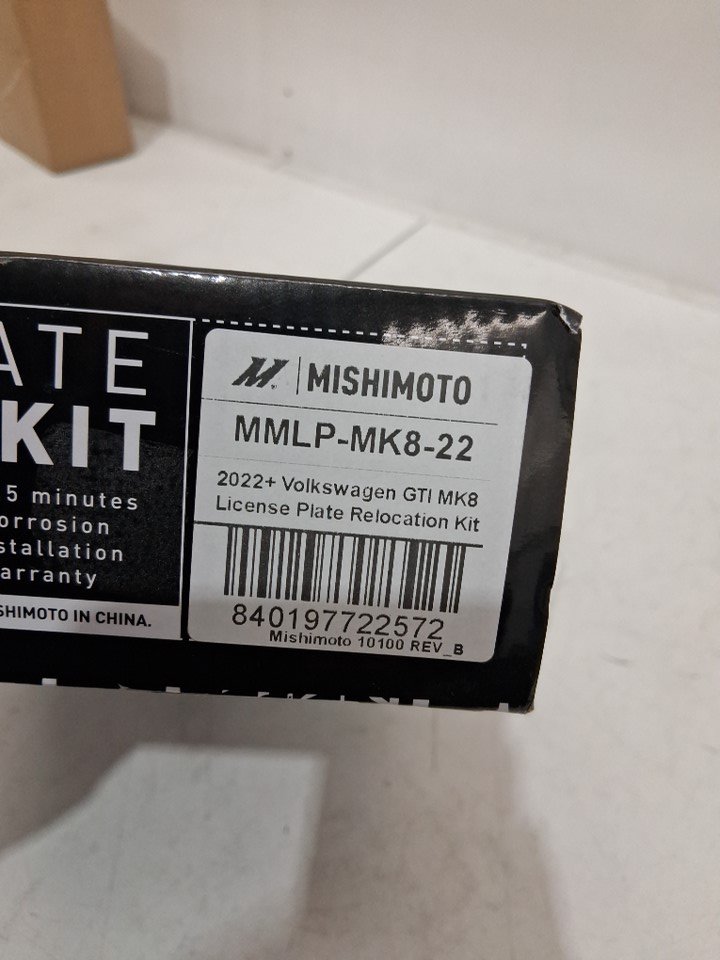 ATE
KIT
5 minutes
orrosion
stallation
arranty
SHIMOTO IN CHINA.
MISHIMOTO
MMLP-MK8-22
2022+ Volkswagen GTI MK8
License Plate Relocation Kit
840197722572
Mishimoto 10100 REV_B